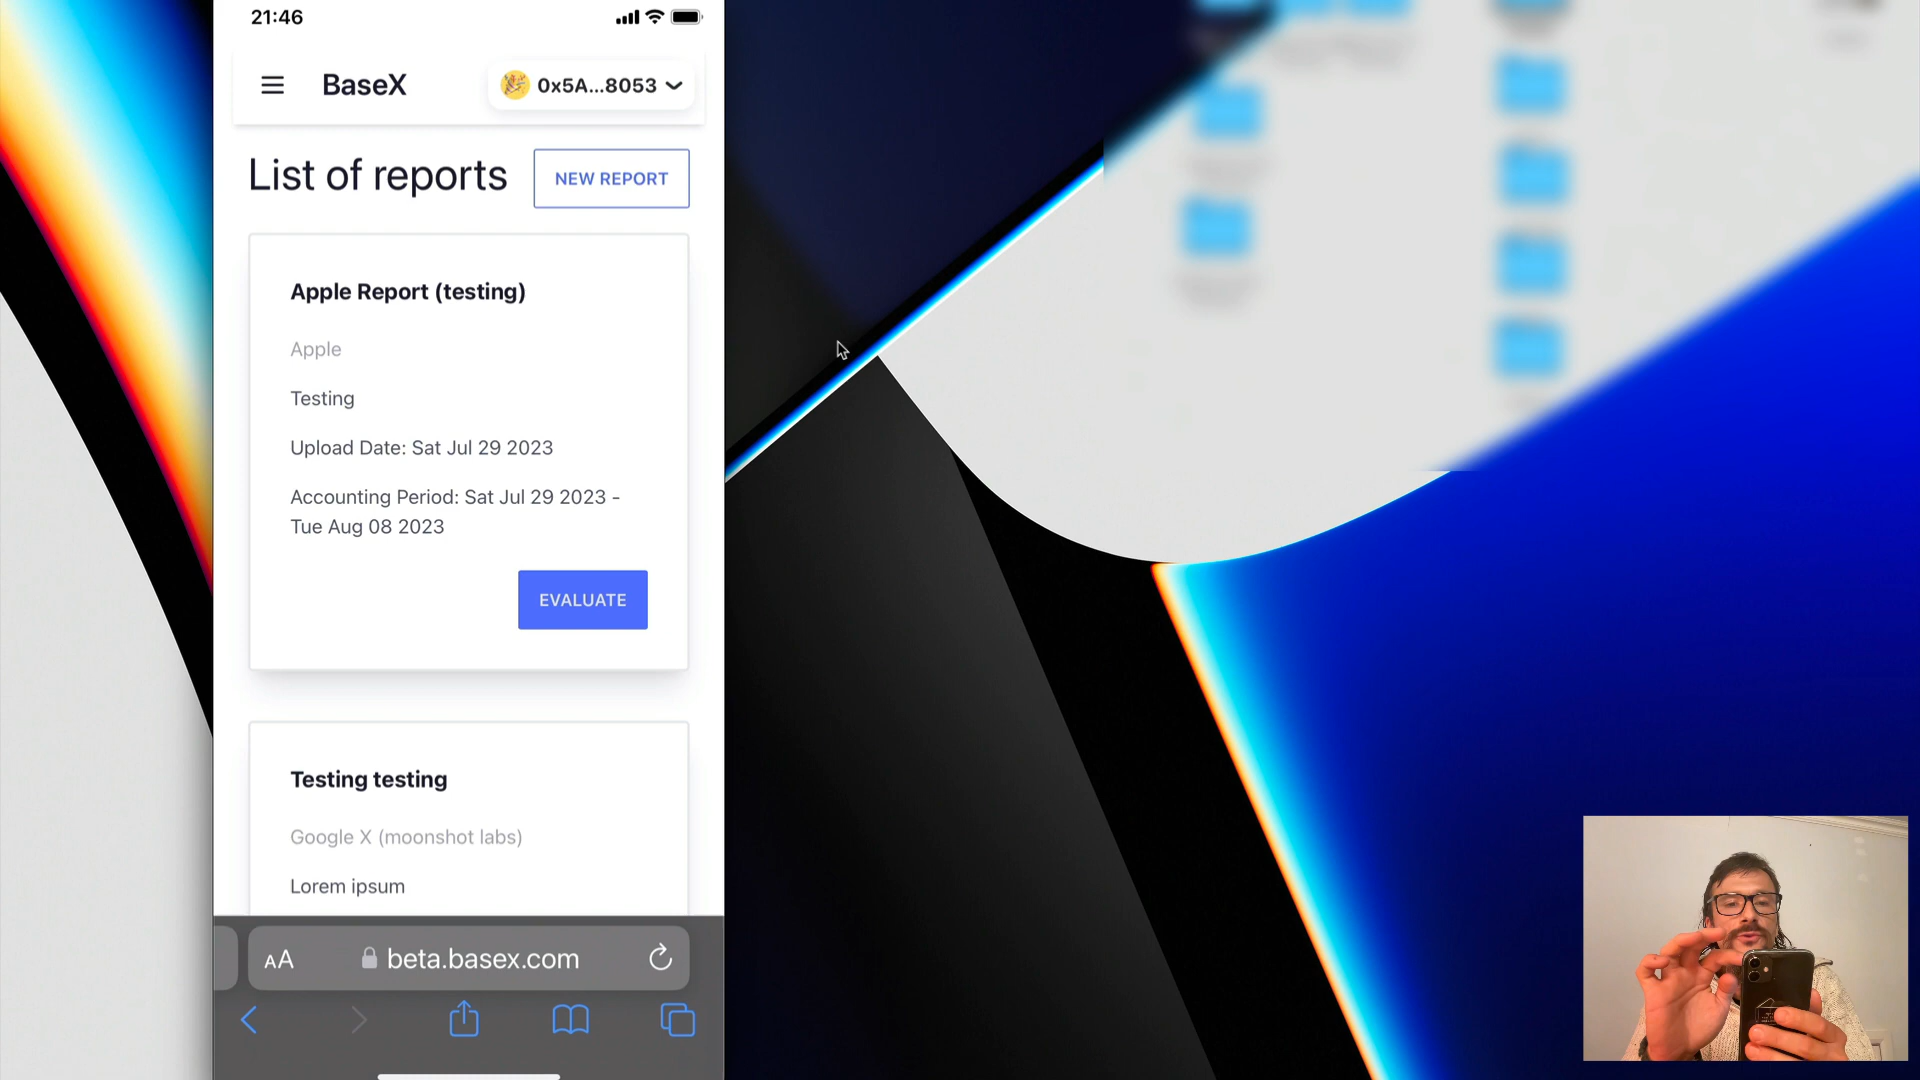 21:46
BaseX
0x5A...8053
List of reports
NEW REPORT
Apple Report (testing)
Apple
Testing
Upload Date: Sat Jul 29 2023
Accounting Period: Sat Jul 29 2023 -
Tue Aug 08 2023
EVALUATE
Testing testing
Google X (moonshot labs)
Lorem ipsum
AA
beta.basex.com